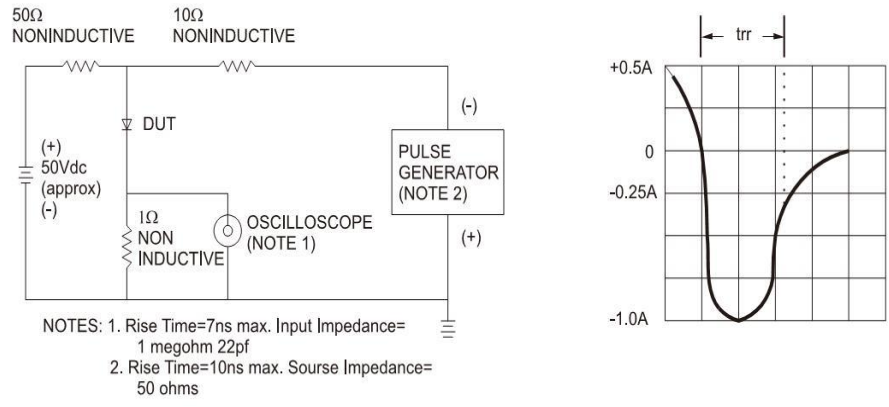 50Ω
NONINDUCTIVE
10Ω
NONINDUCTIVE
DUT
(+)
50Vdc
(approx)
(-)
1Ω
NON
INDUCTIVE
OSCILLOSCOPE
(NOTE 1)
(-)
PULSE
GENERATOR
(NOTE 2)
(+)
NOTES: 1. Rise Time=7ns max. Input Impedance=
1 megohm 22pf
2. Rise Time=10ns max. Sourse Impedance=
50 ohms
trr
+0.5A
0
-0.25A
-1.0A